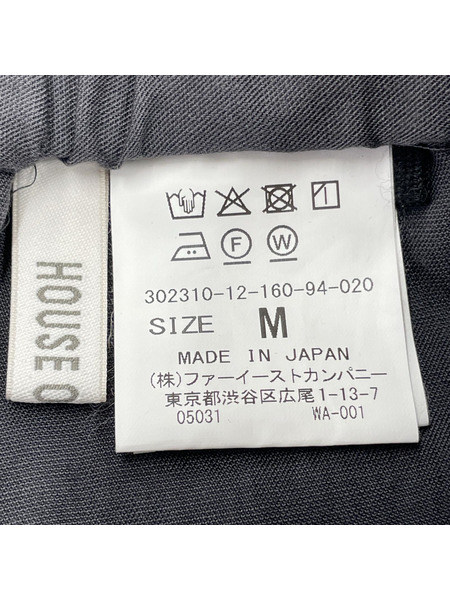 HOUSE O
F W
302310-12-160-94-020
SIZE M
MADE IN JAPAN
(株)ファーイーストカンパニー
東京都渋谷区広尾1-13-7
05031 WA-001